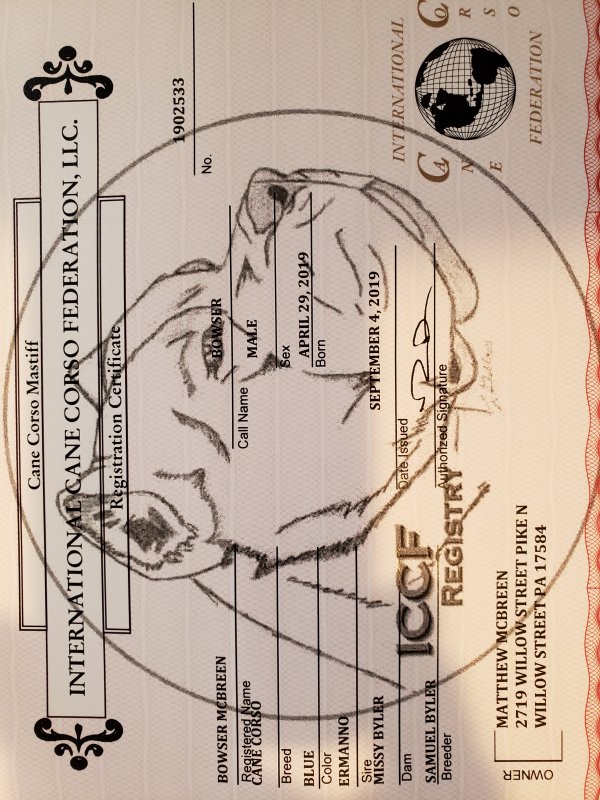 Cane Corso Mastiff
INTERNATIONAL CANE CORSO FEDERATION, LLC.
Registration Certificate
1902533
No.
INTERNATIONAL
CANE CORSO
FEDERATION
BOWSER MCBREEN
Registered Name
BOWSER
Call Name
CANE CORSO
Breed
MALE
Sex
BLUE
Color
APRIL 29, 2019
Born
ERMANNO
Sire
SEPTEMBER 4, 2019
Date Issued
MISSY BYLER
Dam
Authorized Signature
SAMUEL BYLER
Breeder
ICCF
REGISTRY
OWNER
MATTHEW MCBREEN
2719 WILLOW STREET PIKE N
WILLOW STREET PA 17584